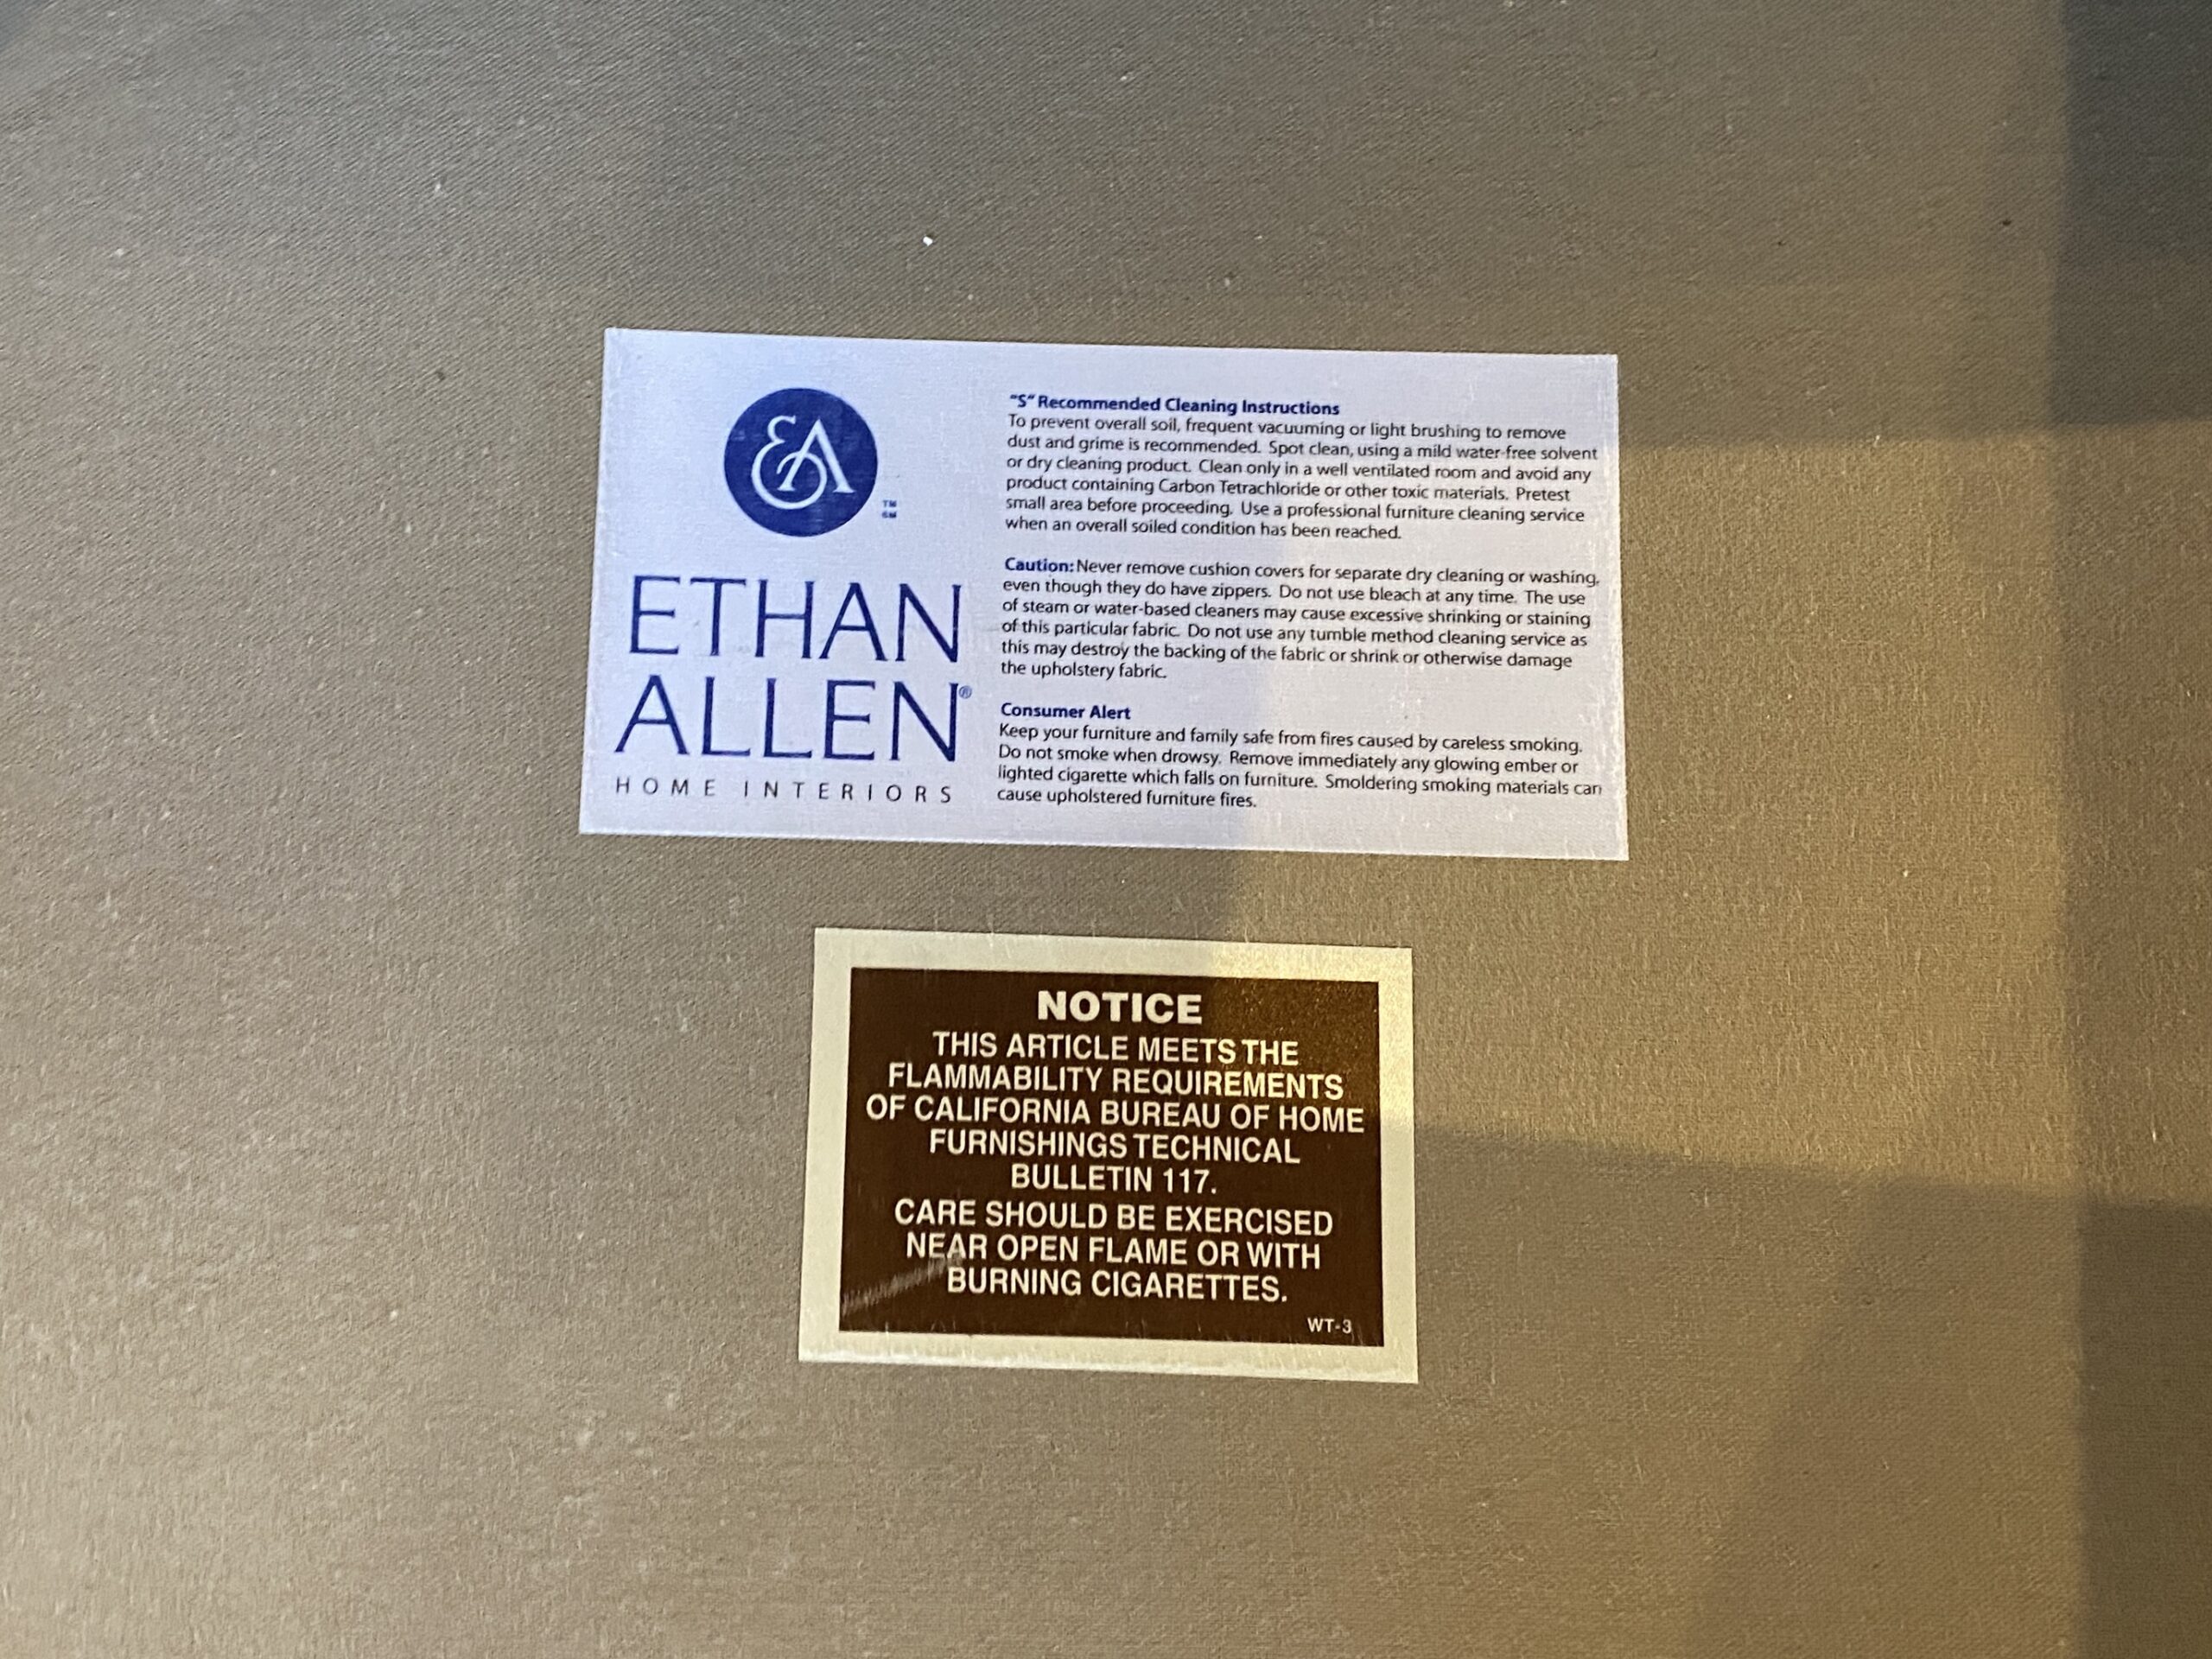 EA
TM
SM
ETHAN
ALLEN®
HOME INTERIORS
"S" Recommended Cleaning Instructions
To prevent overall soil, frequent vacuuming or light brushing to remove
dust and grime is recommended. Spot clean, using a mild water-free solvent
or dry cleaning product. Clean only in a well ventilated room and avoid any
product containing Carbon Tetrachloride or other toxic materials. Pretest
small area before proceeding. Use a professional furniture cleaning service
when an overall soiled condition has been reached.
Caution: Never remove cushion covers for separate dry cleaning or washing,
even though they do have zippers. Do not use bleach at any time. The use
of steam or water-based cleaners may cause excessive shrinking or staining
of this particular fabric. Do not use any tumble method cleaning service as
this may destroy the backing of the fabric or shrink or otherwise damage
the upholstery fabric.
Consumer Alert
Keep your furniture and family safe from fires caused by careless smoking.
Do not smoke when drowsy. Remove immediately any glowing ember or
lighted cigarette which falls on furniture. Smoldering smoking materials can
cause upholstered furniture fires.
NOTICE
THIS ARTICLE MEETS THE
FLAMMABILITY REQUIREMENTS
OF CALIFORNIA BUREAU OF HOME
FURNISHINGS TECHNICAL
BULLETIN 117.
CARE SHOULD BE EXERCISED
NEAR OPEN FLAME OR WITH
BURNING CIGARETTES.
WT-3